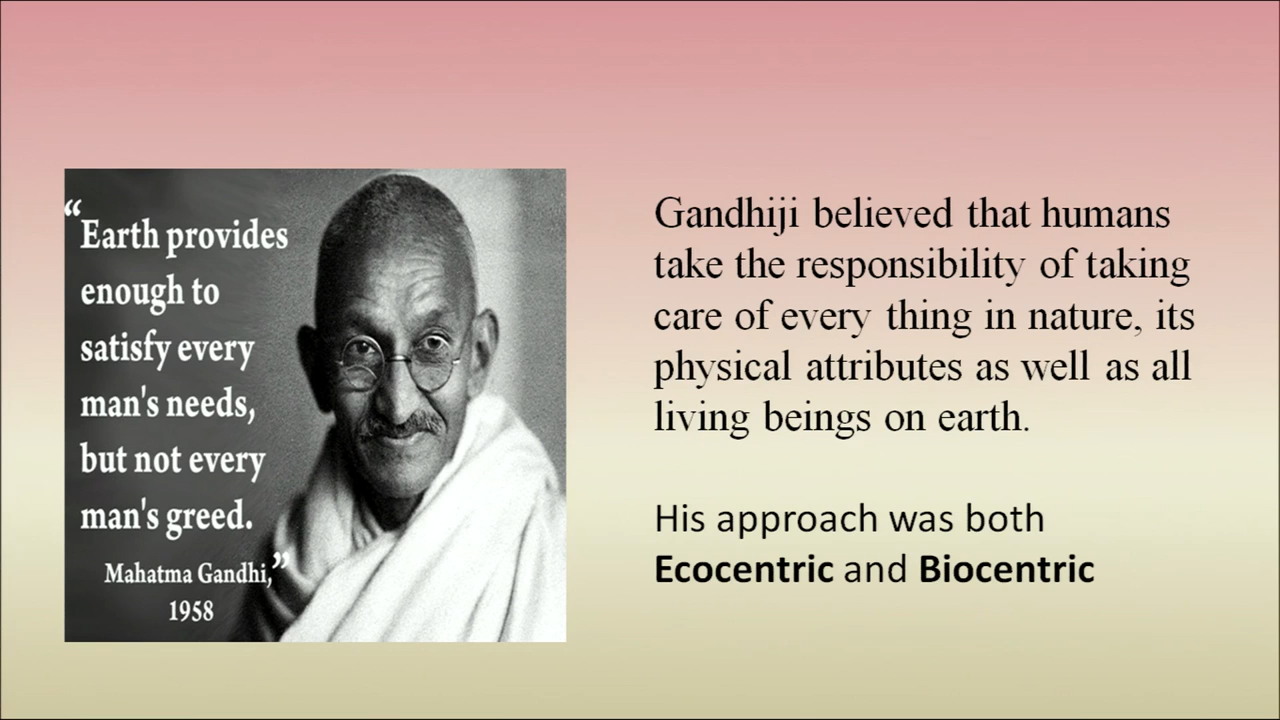 “Earth provides
enough to
satisfy every
man's needs,
but not every
man's greed.
Mahatma Gandhi,”
1958
Gandhiji believed that humans
take the responsibility of taking
care of every thing in nature, its
physical attributes as well as all
living beings on earth.
His approach was both
Ecocentric and Biocentric